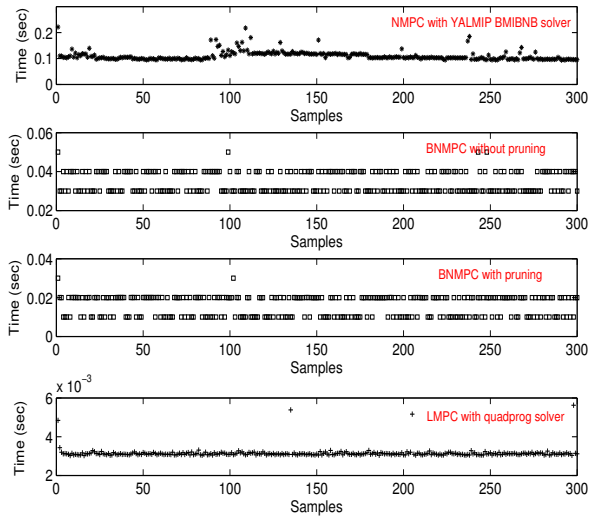 NMPC with YALMIP BMIBNB solver
Time (sec)
0.2
0.1
0
0 50 100 150 200 250 300
Samples
BNMPC without pruning
Time (sec)
0.06
0.04
0.02
0 50 100 150 200 250 300
Samples
BNMPC with pruning
Time (sec)
0.04
0.02
0
0 50 100 150 200 250 300
Samples
x 10^-3
LMPC with quadprog solver
Time (sec)
6
4
2
0 50 100 150 200 250 300
Samples